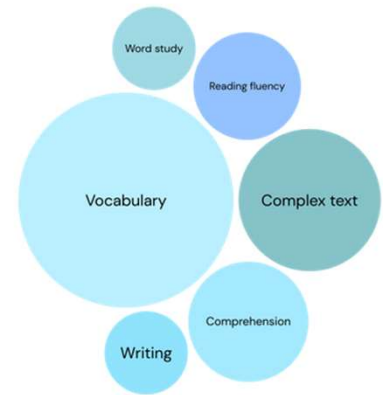 Word study
Reading fluency
Vocabulary
Complex text
Comprehension
Writing